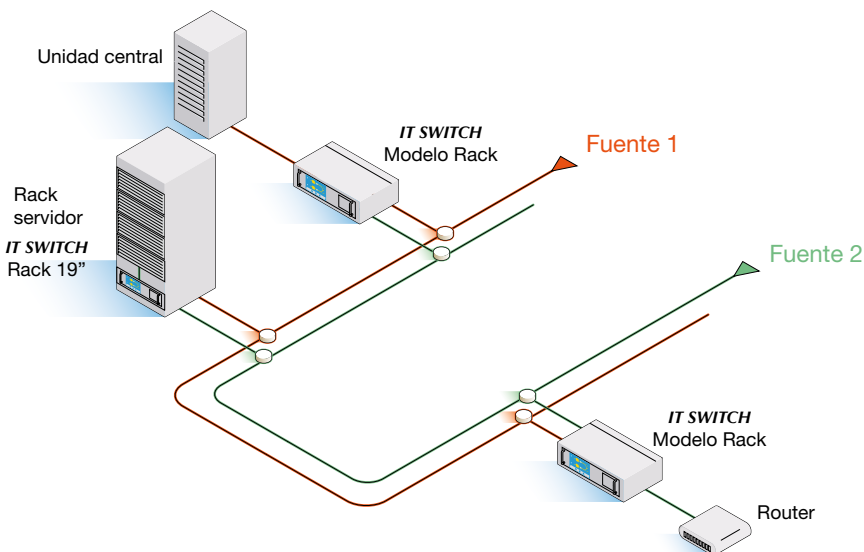 Unidad central
IT SWITCH
Modelo Rack
Fuente 1
Rack
servidor
IT SWITCH
Rack 19”
Fuente 2
IT SWITCH
Modelo Rack
Router